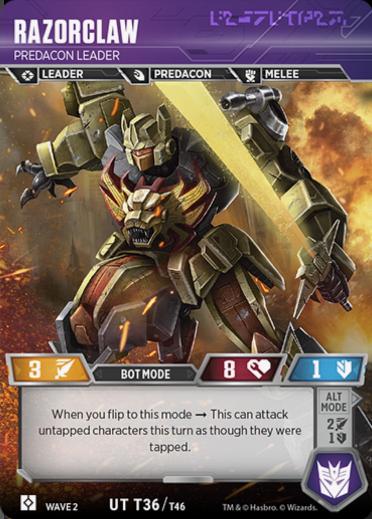 RAZORCLAW
PREDACON LEADER
LEADER
PREDACON
MELEE
3
BOT MODE
8
1
When you flip to this mode → This can attack
untapped characters this turn as though they were
tapped.
ALT
MODE
2
1
WAVE 2
UT T36/T46
TM & © Hasbro. © Wizards.